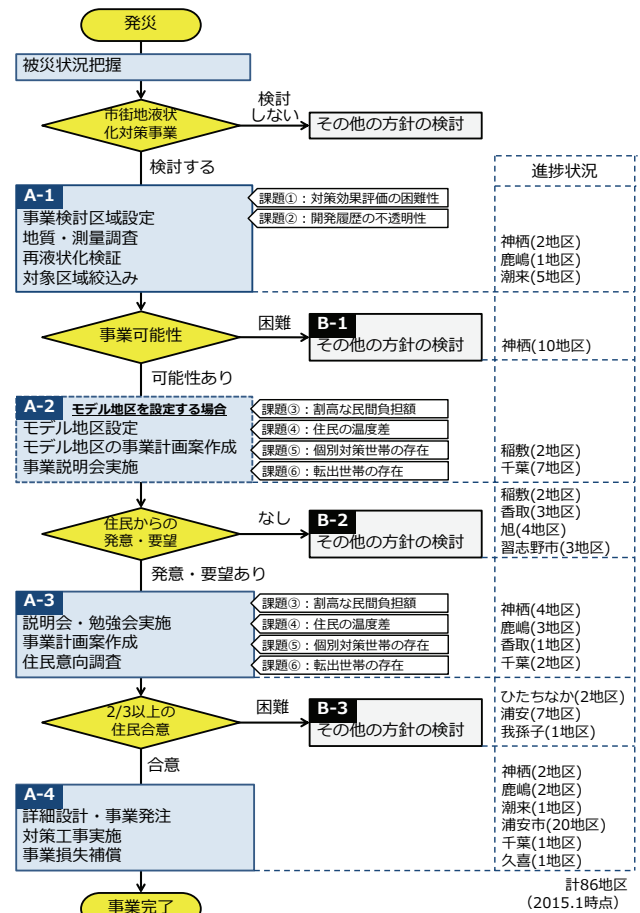 発災
被災状況把握
市街地液状
化対策事業
検討
しない
その他の方針の検討
検討する
進捗状況
A-1
事業検討区域設定
地質・測量調査
再液状化検証
対象区域絞込み
課題①：対策効果評価の困難性
課題②：開発履歴の不透明性
神栖(2地区)
鹿嶋(1地区)
潮来(5地区)
事業可能性
困難
B-1
その他の方針の検討
神栖(10地区)
可能性あり
A-2 モデル地区を設定する場合
モデル地区設定
モデル地区の事業計画案作成
事業説明会実施
課題③：割高な民間負担額
課題④：住民の温度差
課題⑤：個別対策世帯の存在
課題⑥：転出世帯の存在
稲敷(2地区)
千葉(7地区)
住民からの
発意・要望
なし
B-2
その他の方針の検討
稲敷(2地区)
香取(3地区)
旭(4地区)
習志野市(3地区)
発意・要望あり
A-3
説明会・勉強会実施
事業計画案作成
住民意向調査
課題③：割高な民間負担額
課題④：住民の温度差
課題⑤：個別対策世帯の存在
課題⑥：転出世帯の存在
神栖(4地区)
鹿嶋(3地区)
香取(1地区)
千葉(2地区)
2/3以上の
住民合意
困難
B-3
その他の方針の検討
ひたちなか(2地区)
浦安(7地区)
我孫子(1地区)
合意
A-4
詳細設計・事業発注
対策工事実施
事業損失補償
神栖(2地区)
鹿嶋(2地区)
潮来(1地区)
浦安市(20地区)
千葉(1地区)
久喜(1地区)
事業完了
計86地区
（2015.1時点）